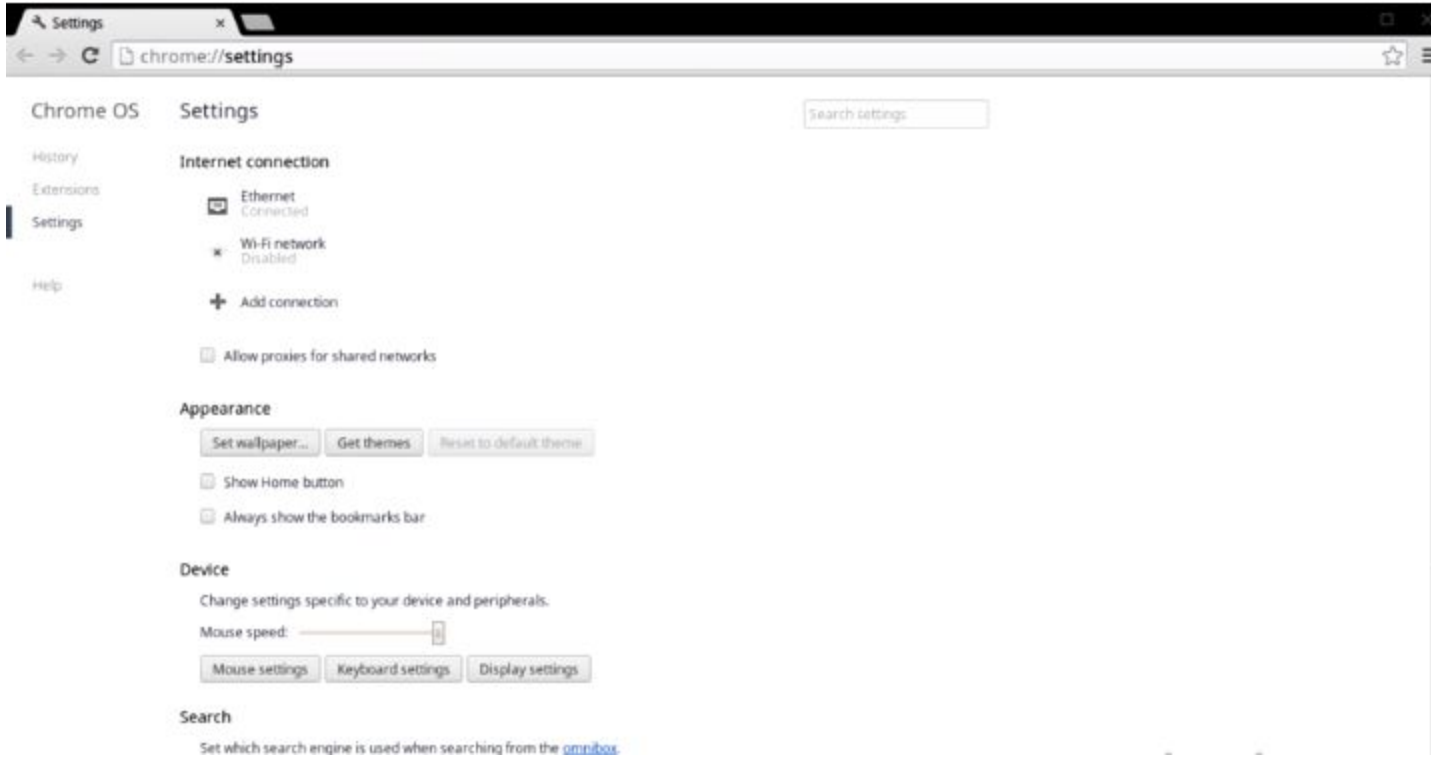 Settings
chrome://settings
Chrome OS
Settings
Search settings
History
Extensions
Settings
Help
Internet connection
Ethernet
Connected
Wi-Fi network
Disabled
Add connection
Allow proxies for shared networks
Appearance
Set wallpaper...
Get themes
Reset to default theme
Show Home button
Always show the bookmarks bar
Device
Change settings specific to your device and peripherals.
Mouse speed:
Mouse settings
Keyboard settings
Display settings
Search
Set which search engine is used when searching from the omnibox.